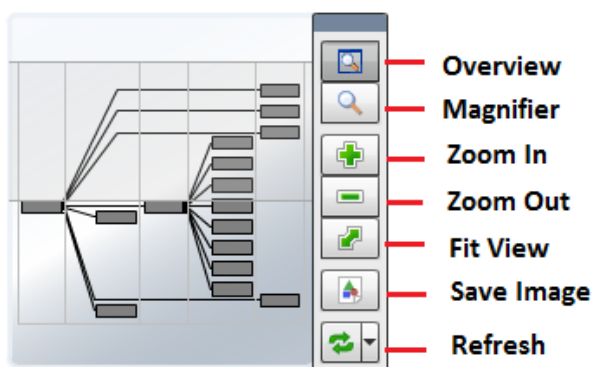 Overview
Magnifier
Zoom In
Zoom Out
Fit View
Save Image
Refresh